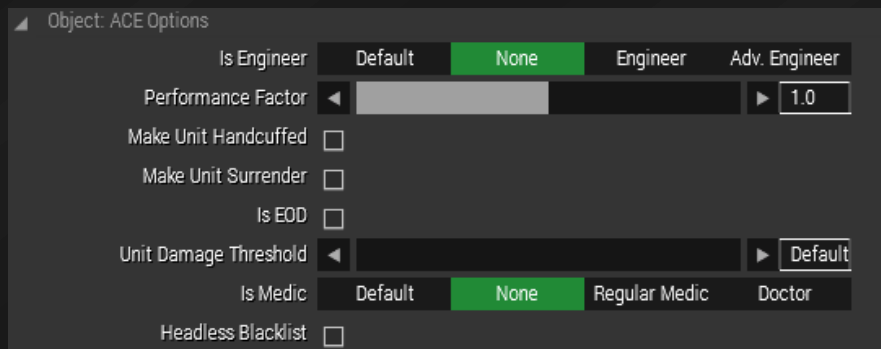 Object: ACE Options
Is Engineer Default None Engineer Adv. Engineer
Performance Factor 1.0
Make Unit Handcuffed
Make Unit Surrender
Is EOD
Unit Damage Threshold Default
Is Medic Default None Regular Medic Doctor
Headless Blacklist